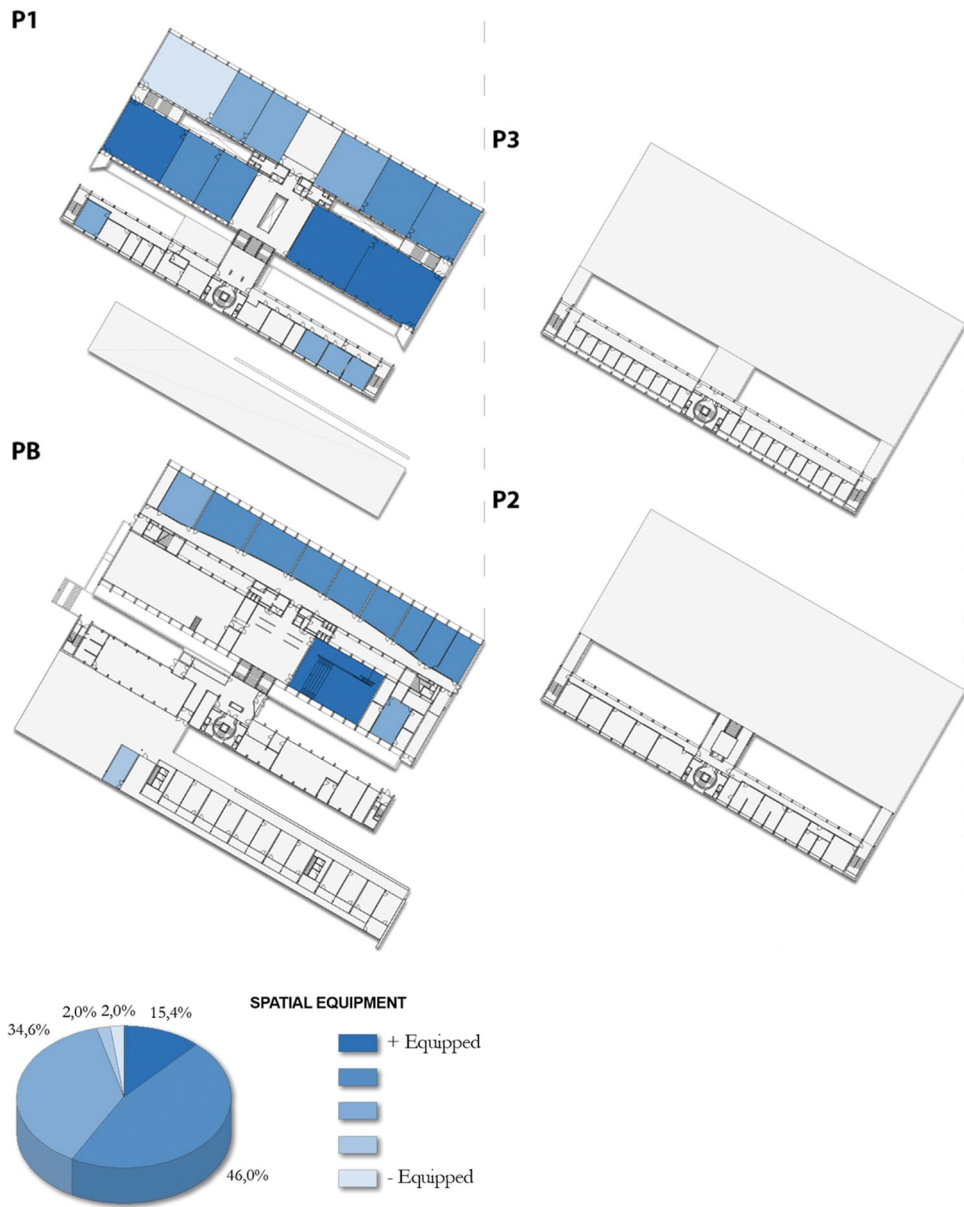 P1
P3
PB
P2
SPATIAL EQUIPMENT
2,0% 2,0% 15,4%
34,6%
+ Equipped
46,0%
- Equipped